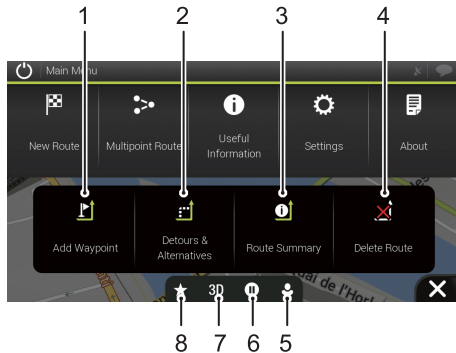 1 2 3 4
Main Menu
New Route Multipoint Route Useful Information Settings About
Add Waypoint Detours & Alternatives Route Summary Delete Route
3D
ai de l'Horl
8 7 6 5